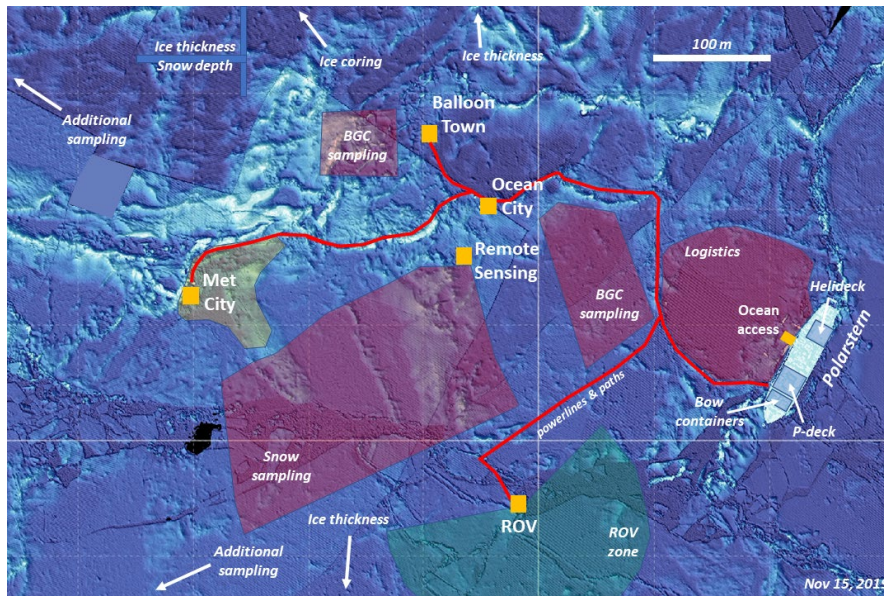 Ice thickness
Snow depth
Ice coring
Ice thickness
100 m
Additional
sampling
Balloon
Town
BGC
sampling
Ocean
City
Remote
Sensing
Met
City
BGC
sampling
Logistics
Helideck
Ocean
access
Polarstern
Bow
containers
P-deck
powerlines & paths
Snow
sampling
Ice thickness
ROV
ROV
zone
Additional
sampling
Nov 15, 2019